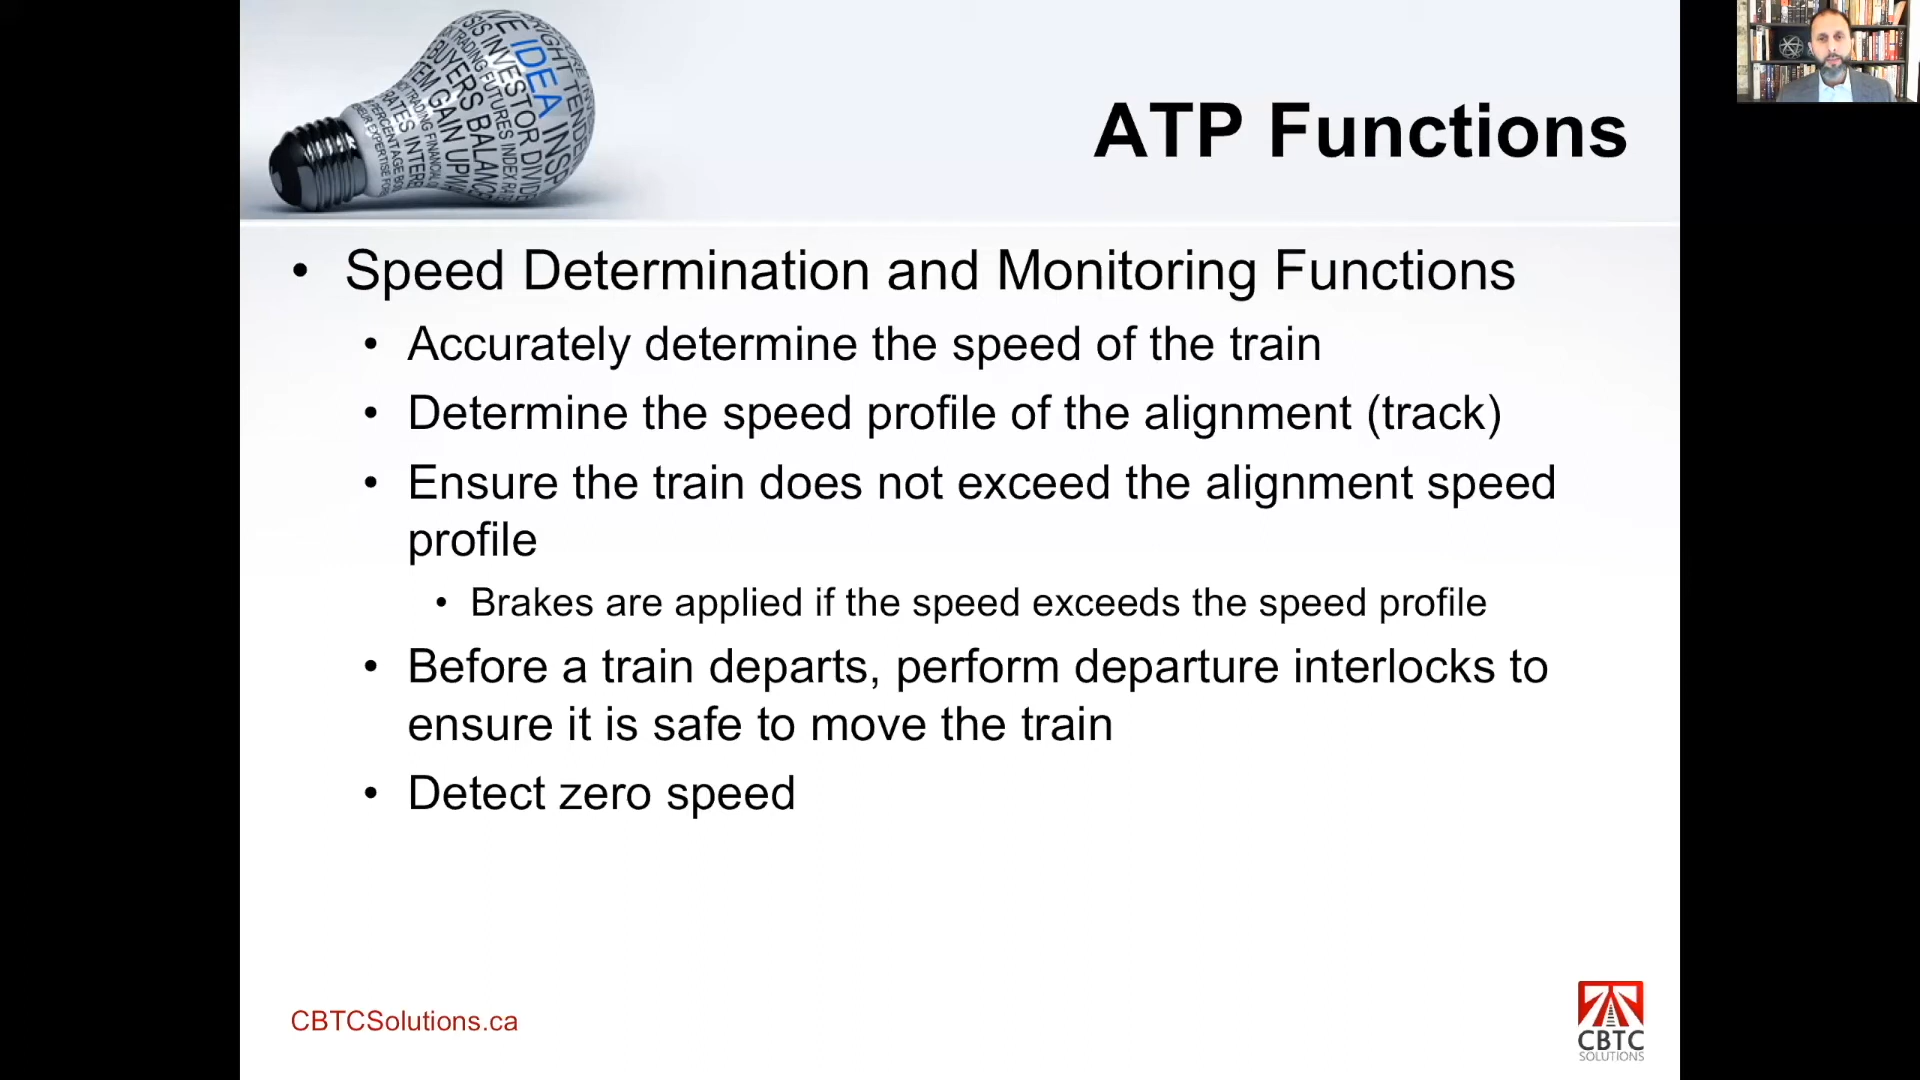 IDEA
ATP Functions
• Speed Determination and Monitoring Functions
• Accurately determine the speed of the train
• Determine the speed profile of the alignment (track)
• Ensure the train does not exceed the alignment speed
profile
• Brakes are applied if the speed exceeds the speed profile
• Before a train departs, perform departure interlocks to
ensure it is safe to move the train
• Detect zero speed
CBTCSolutions.ca
CBTC
SOLUTIONS